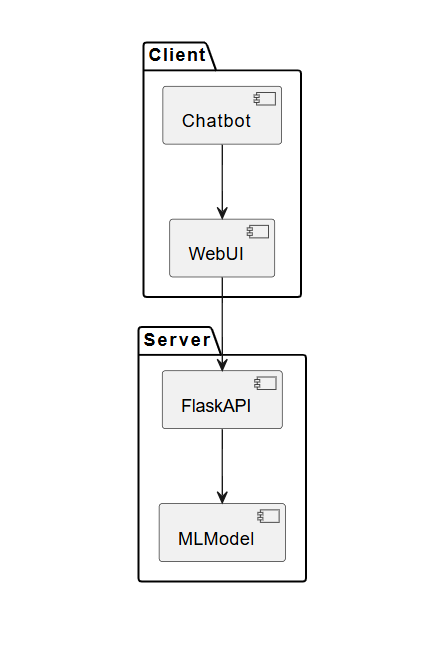 Client
Chatbot
WebUI
Server
FlaskAPI
MLModel